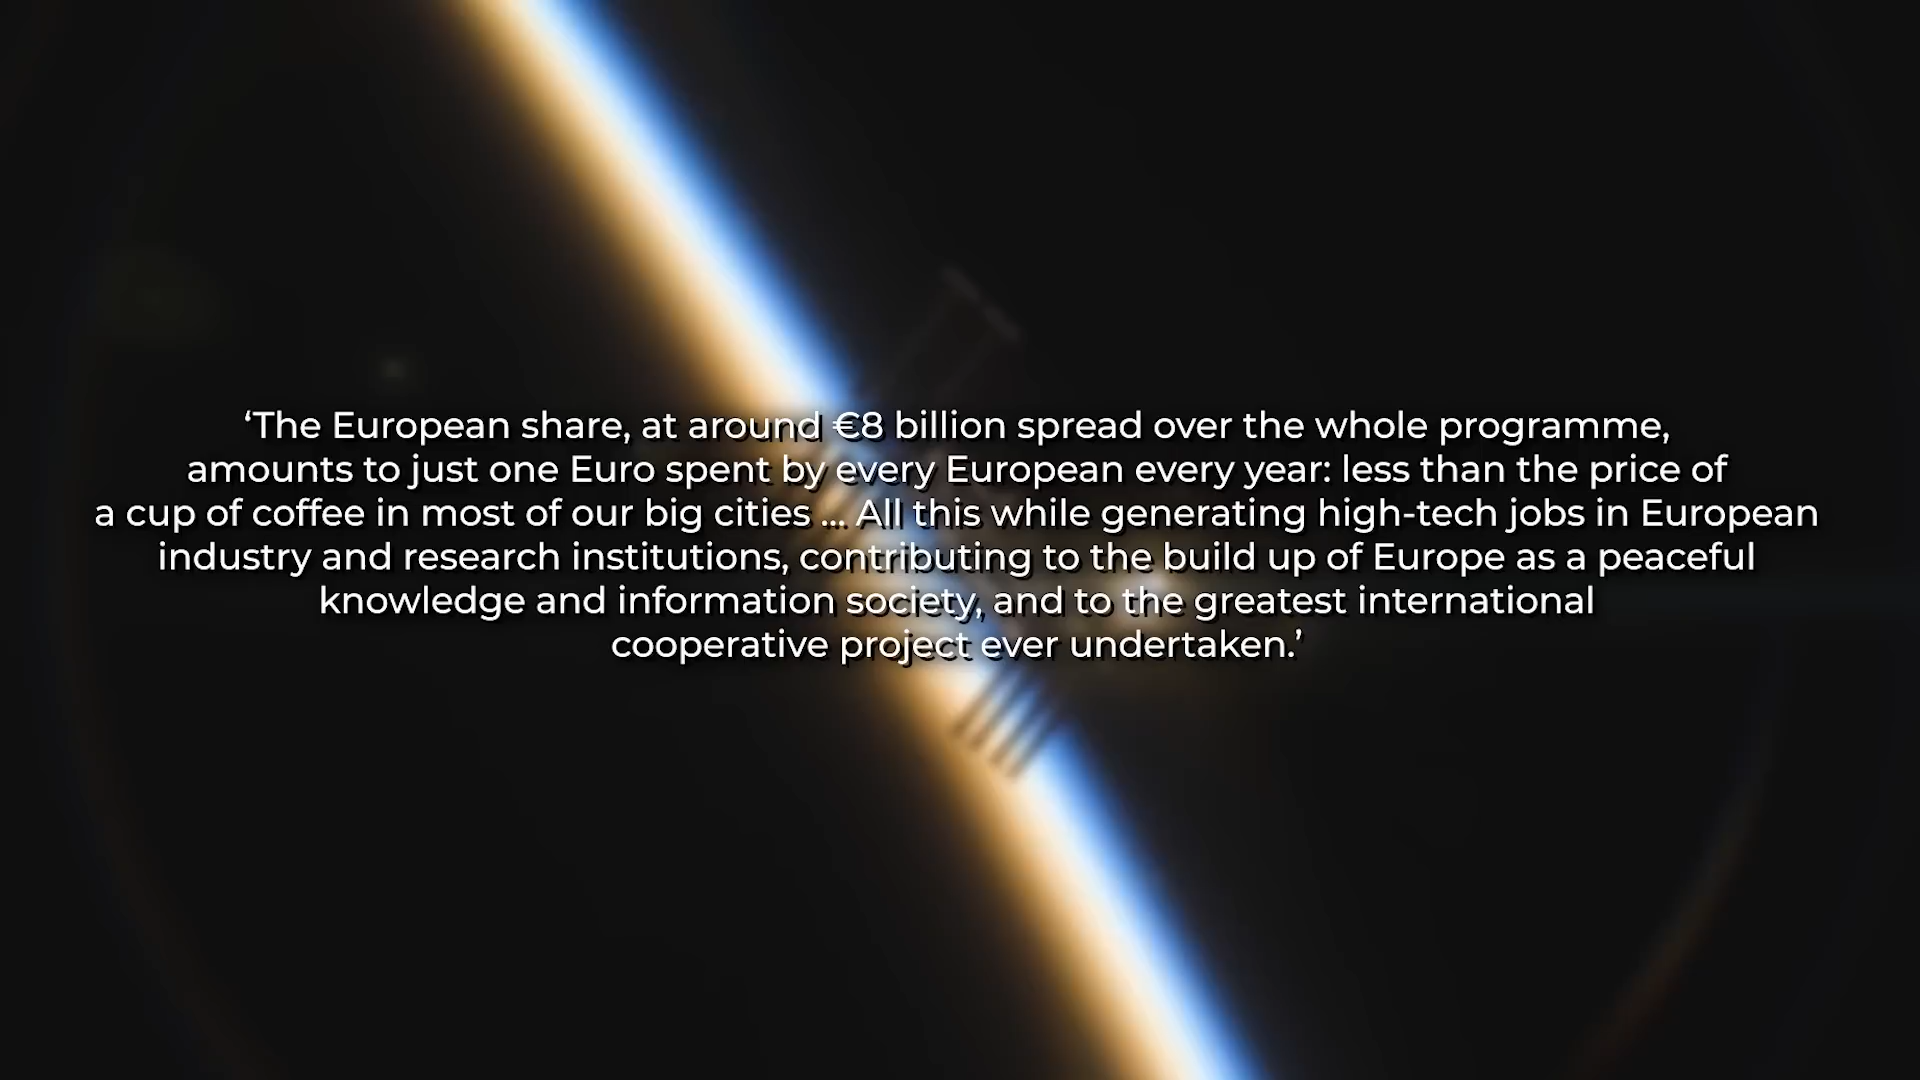 ‘The European share, at around €8 billion spread over the whole programme,
amounts to just one Euro spent by every European every year: less than the price of
a cup of coffee in most of our big cities ... All this while generating high-tech jobs in European
industry and research institutions, contributing to the build up of Europe as a peaceful
knowledge and information society, and to the greatest international
cooperative project ever undertaken.’